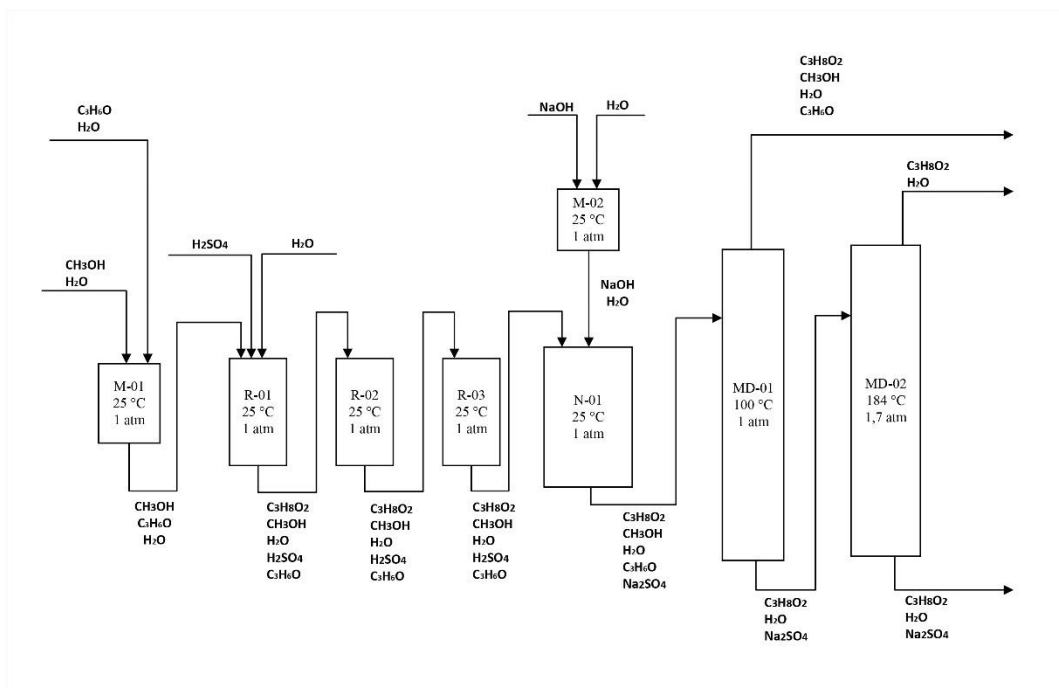 C₃H₈O₂
CH₃OH
H₂O
C₃H₆O
C₃H₆O
H₂O
NaOH
H₂O
C₃H₈O₂
H₂O
M-02
25 °C
1 atm
H₂SO₄
H₂O
CH₃OH
H₂O
NaOH
H₂O
M-01
25 °C
1 atm
R-01
25 °C
1 atm
R-02
25 °C
1 atm
R-03
25 °C
1 atm
N-01
25 °C
1 atm
MD-01
100 °C
1 atm
MD-02
184 °C
1,7 atm
CH₃OH
C₃H₆O
H₂O
C₃H₈O₂
CH₃OH
H₂O
H₂SO₄
C₃H₆O
C₃H₈O₂
CH₃OH
H₂O
H₂SO₄
C₃H₆O
C₃H₈O₂
CH₃OH
H₂O
H₂SO₄
C₃H₆O
C₃H₈O₂
CH₃OH
H₂O
C₃H₆O
Na₂SO₄
C₃H₈O₂
H₂O
Na₂SO₄
C₃H₈O₂
H₂O
Na₂SO₄